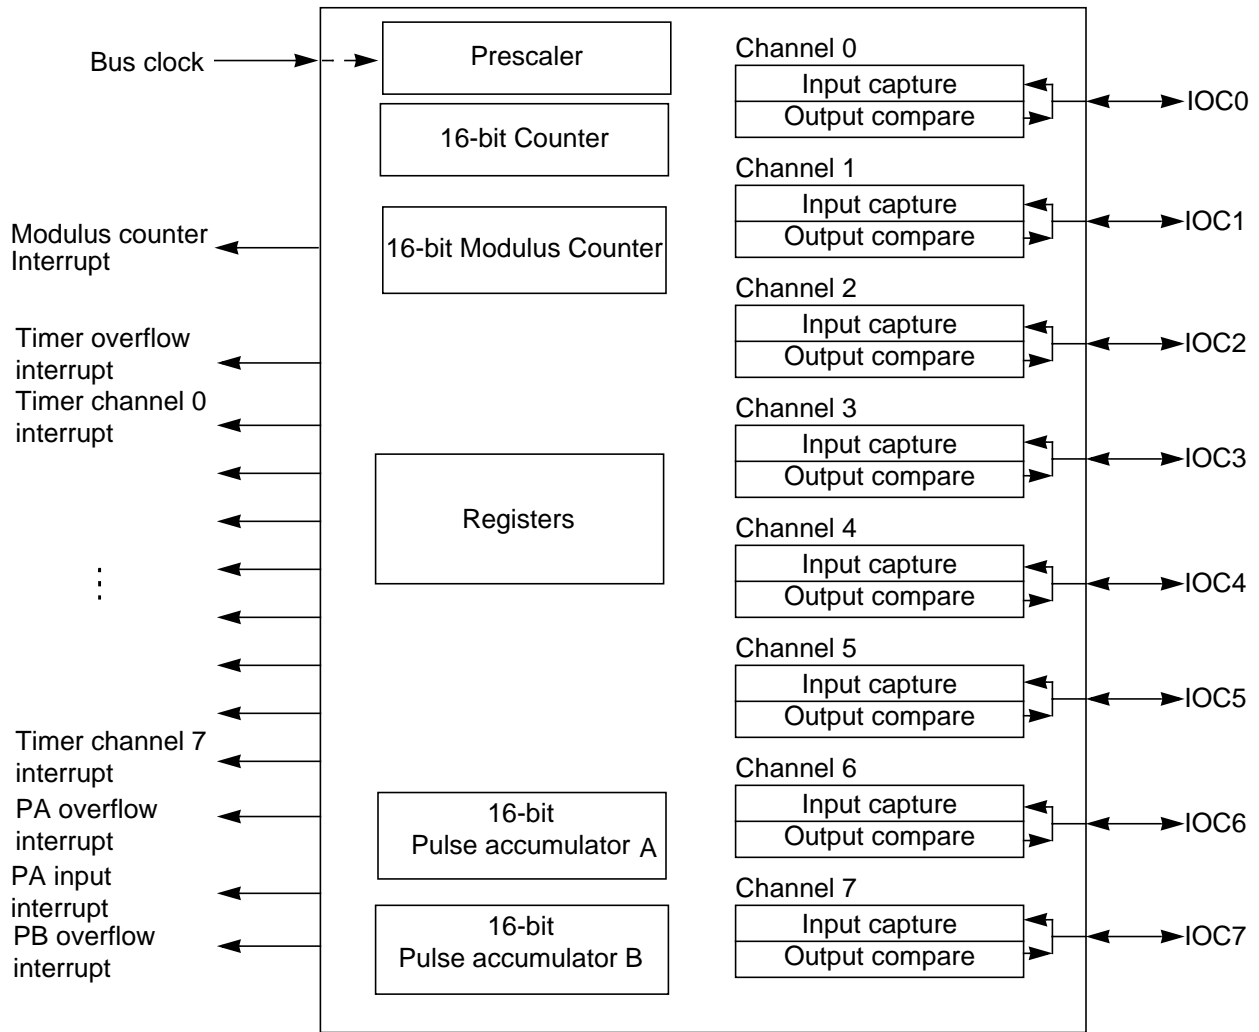 Bus clock
Modulus counter
Interrupt
Timer overflow
interrupt
Timer channel 0
interrupt
Timer channel 7
interrupt
PA overflow
interrupt
PA input
interrupt
PB overflow
interrupt
Prescaler
16-bit Counter
16-bit Modulus Counter
Registers
16-bit
Pulse accumulator A
16-bit
Pulse accumulator B
Channel 0
Input capture
Output compare
IOC0
Channel 1
Input capture
Output compare
IOC1
Channel 2
Input capture
Output compare
IOC2
Channel 3
Input capture
Output compare
IOC3
Channel 4
Input capture
Output compare
IOC4
Channel 5
Input capture
Output compare
IOC5
Channel 6
Input capture
Output compare
IOC6
Channel 7
Input capture
Output compare
IOC7